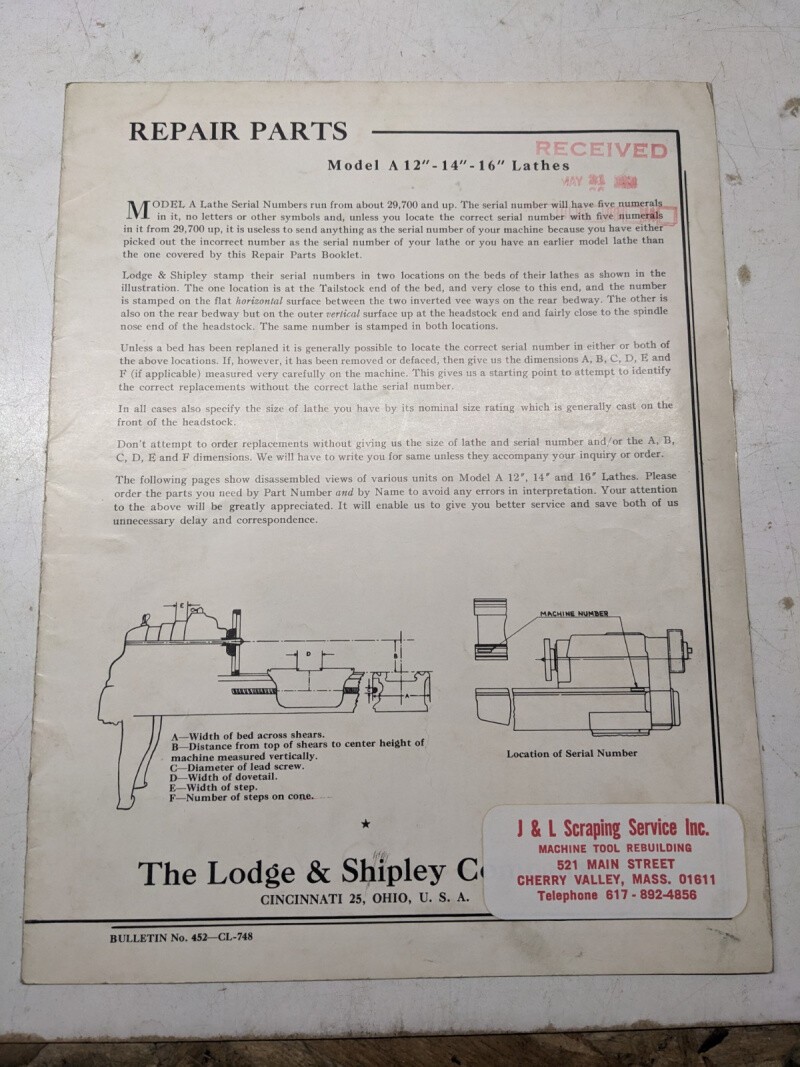 REPAIR PARTS
RECEIVED
Model A 12″-14″-16″ Lathes
MAY 31
MODEL A Lathe Serial Numbers run from about 29,700 and up. The serial number will have five numerals
in it, no letters or other symbols and, unless you locate the correct serial number with five numerals
in it from 29,700 up, it is useless to send anything as the serial number of your machine because you have either
picked out the incorrect number as the serial number of your lathe or you have an earlier model lathe than
the one covered by this Repair Parts Booklet.
Lodge & Shipley stamp their serial numbers in two locations on the beds of their lathes as shown in the
illustration. The one location is at the Tailstock end of the bed, and very close to this end, and the number
is stamped on the flat horizontal surface between the two inverted vee ways on the rear bedway. The other is
also on the rear bedway but on the outer vertical surface up at the headstock end and fairly close to the spindle
nose end of the headstock. The same number is stamped in both locations.
Unless a bed has been replaned it is generally possible to locate the correct serial number in either or both of
the above locations. If, however, it has been removed or defaced, then give us the dimensions A, B, C, D, E and
F (if applicable) measured very carefully on the machine. This gives us a starting point to attempt to identify
the correct replacements without the correct lathe serial number.
In all cases also specify the size of lathe you have by its nominal size rating which is generally cast on the
front of the headstock.
Don't attempt to order replacements without giving us the size of lathe and serial number and/or the A, B,
C, D, E and F dimensions. We will have to write you for same unless they accompany your inquiry or order.
The following pages show disassembled views of various units on Model A 12″, 14″ and 16″ Lathes. Please
order the parts you need by Part Number and by Name to avoid any errors in interpretation. Your attention
to the above will be greatly appreciated. It will enable us to give you better service and save both of us
unnecessary delay and correspondence.
E
D
B
A
MACHINE NUMBER
A—Width of bed across shears.
B—Distance from top of shears to center height of
machine measured vertically.
C—Diameter of lead screw.
D—Width of dovetail.
E—Width of step.
F—Number of steps on cone.
Location of Serial Number
The Lodge & Shipley C
CINCINNATI 25, OHIO, U. S. A.
BULLETIN No. 452—CL-748
J & L Scraping Service Inc.
MACHINE TOOL REBUILDING
521 MAIN STREET
CHERRY VALLEY, MASS. 01611
Telephone 617 - 892-4856